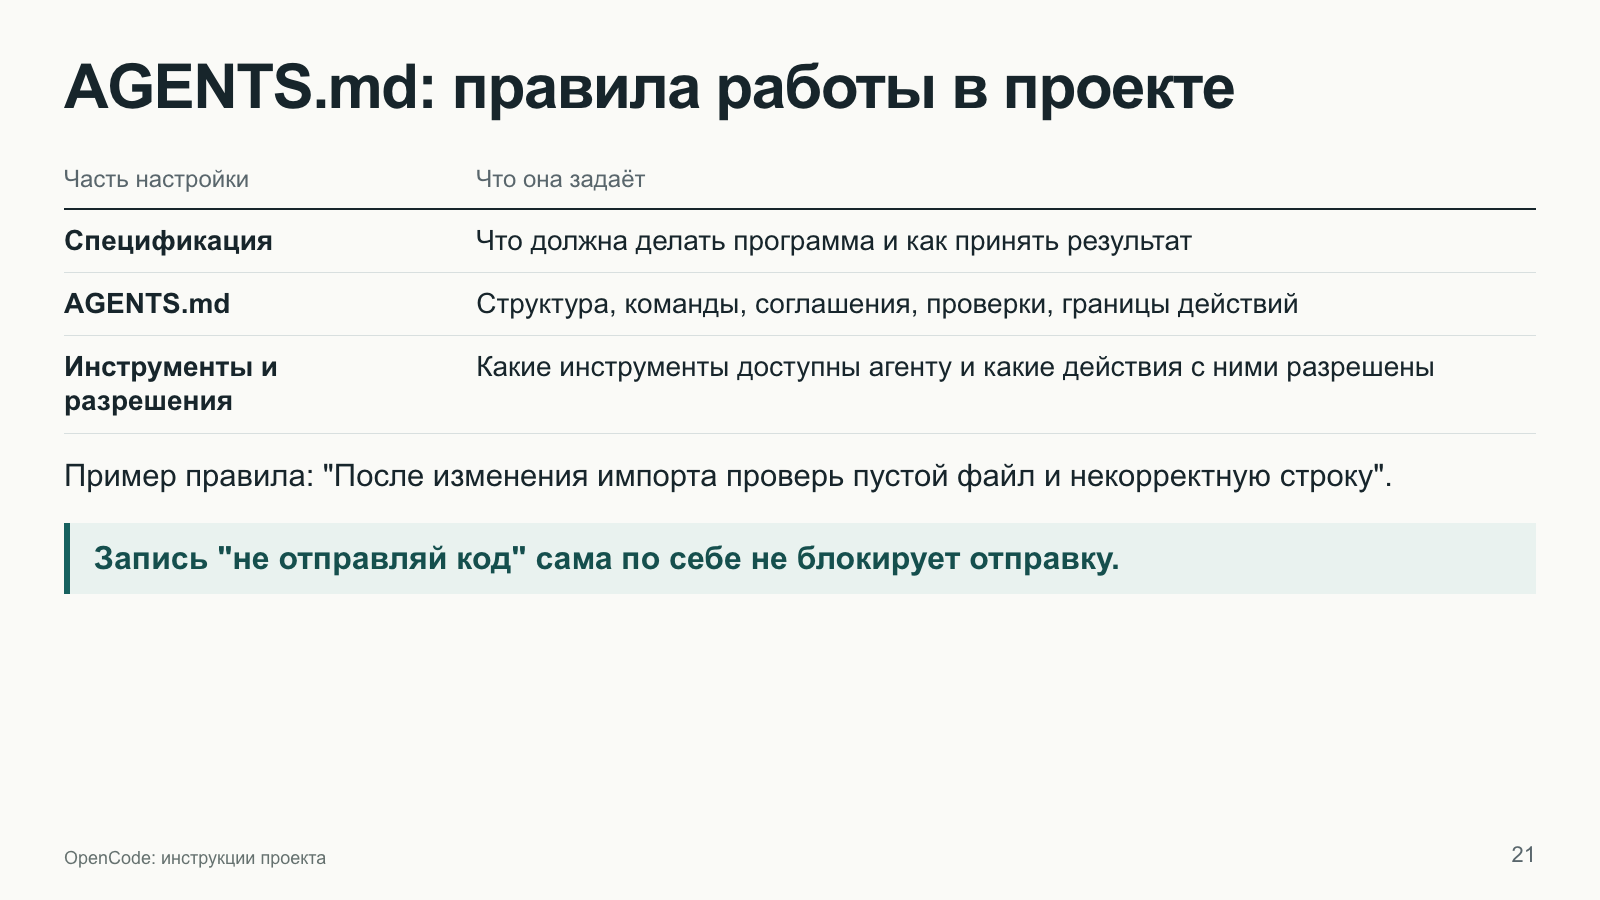 AGENTS.md: правила работы в проекте
Часть настройки
Что она задаёт
Спецификация
Что должна делать программа и как принять результат
AGENTS.md
Структура, команды, соглашения, проверки, границы действий
Инструменты и
разрешения
Какие инструменты доступны агенту и какие действия с ними разрешены
Пример правила: "После изменения импорта проверь пустой файл и некорректную строку".
Запись "не отправляй код" сама по себе не блокирует отправку.
OpenCode: инструкции проекта
21